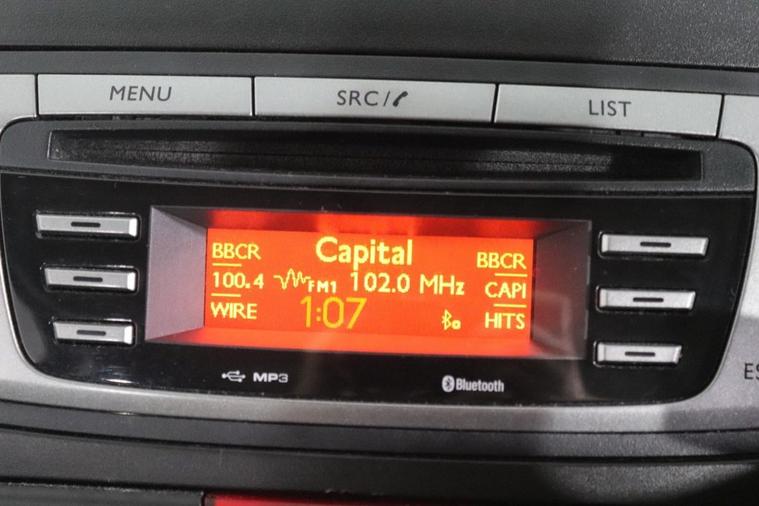 MENU
SRC/
LIST
BBCR
Capital
BBCR
100.4
FM1
102.0 MHz
CAPI
WIRE
1:07
HITS
MP3
Bluetooth
ES